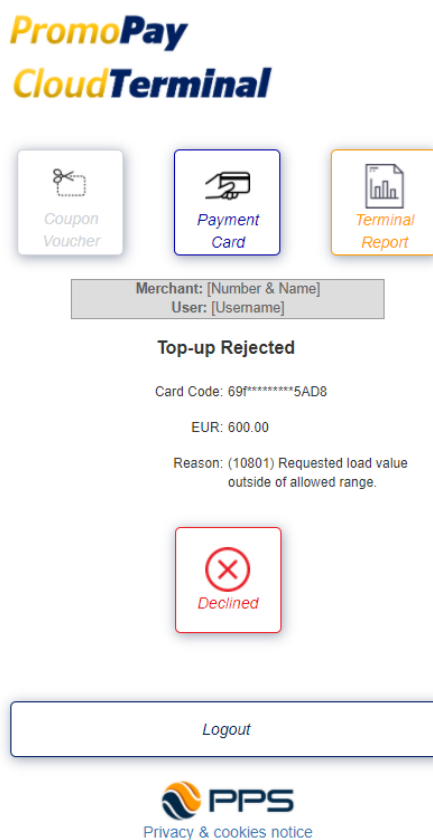 PromoPay
CloudTerminal
Coupon
Voucher
Payment
Card
Terminal
Report
Merchant: [Number & Name]
User: [Username]
Top-up Rejected
Card Code: 69f*********5AD8
EUR: 600.00
Reason: (10801) Requested load value
outside of allowed range.
Declined
Logout
PPS
Privacy & cookies notice